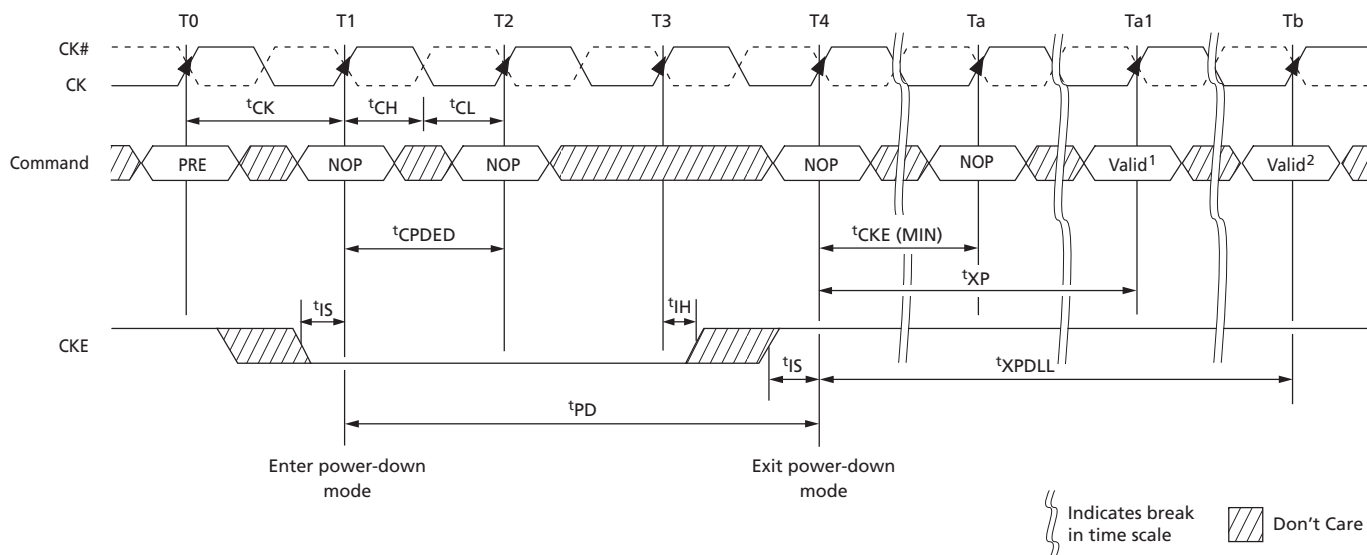 T0 T1 T2 T3 T4 Ta Ta1 Tb
CK#
CK
tCK tCH tCL
Command PRE NOP NOP NOP NOP Valid1 Valid2
tCPDED tCKE (MIN)
tXP
tIS tIH
CKE
tIS tXPDLL
tPD
Enter power-down
mode
Exit power-down
mode
Indicates break
in time scale
Don't Care